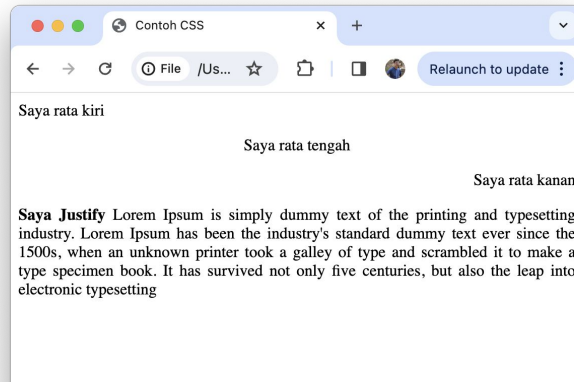 Contoh CSS
File
/Us...
Relaunch to update
Saya rata kiri
Saya rata tengah
Saya rata kanan
Saya Justify Lorem Ipsum is simply dummy text of the printing and typesetting
industry. Lorem Ipsum has been the industry's standard dummy text ever since the
1500s, when an unknown printer took a galley of type and scrambled it to make a
type specimen book. It has survived not only five centuries, but also the leap into
electronic typesetting